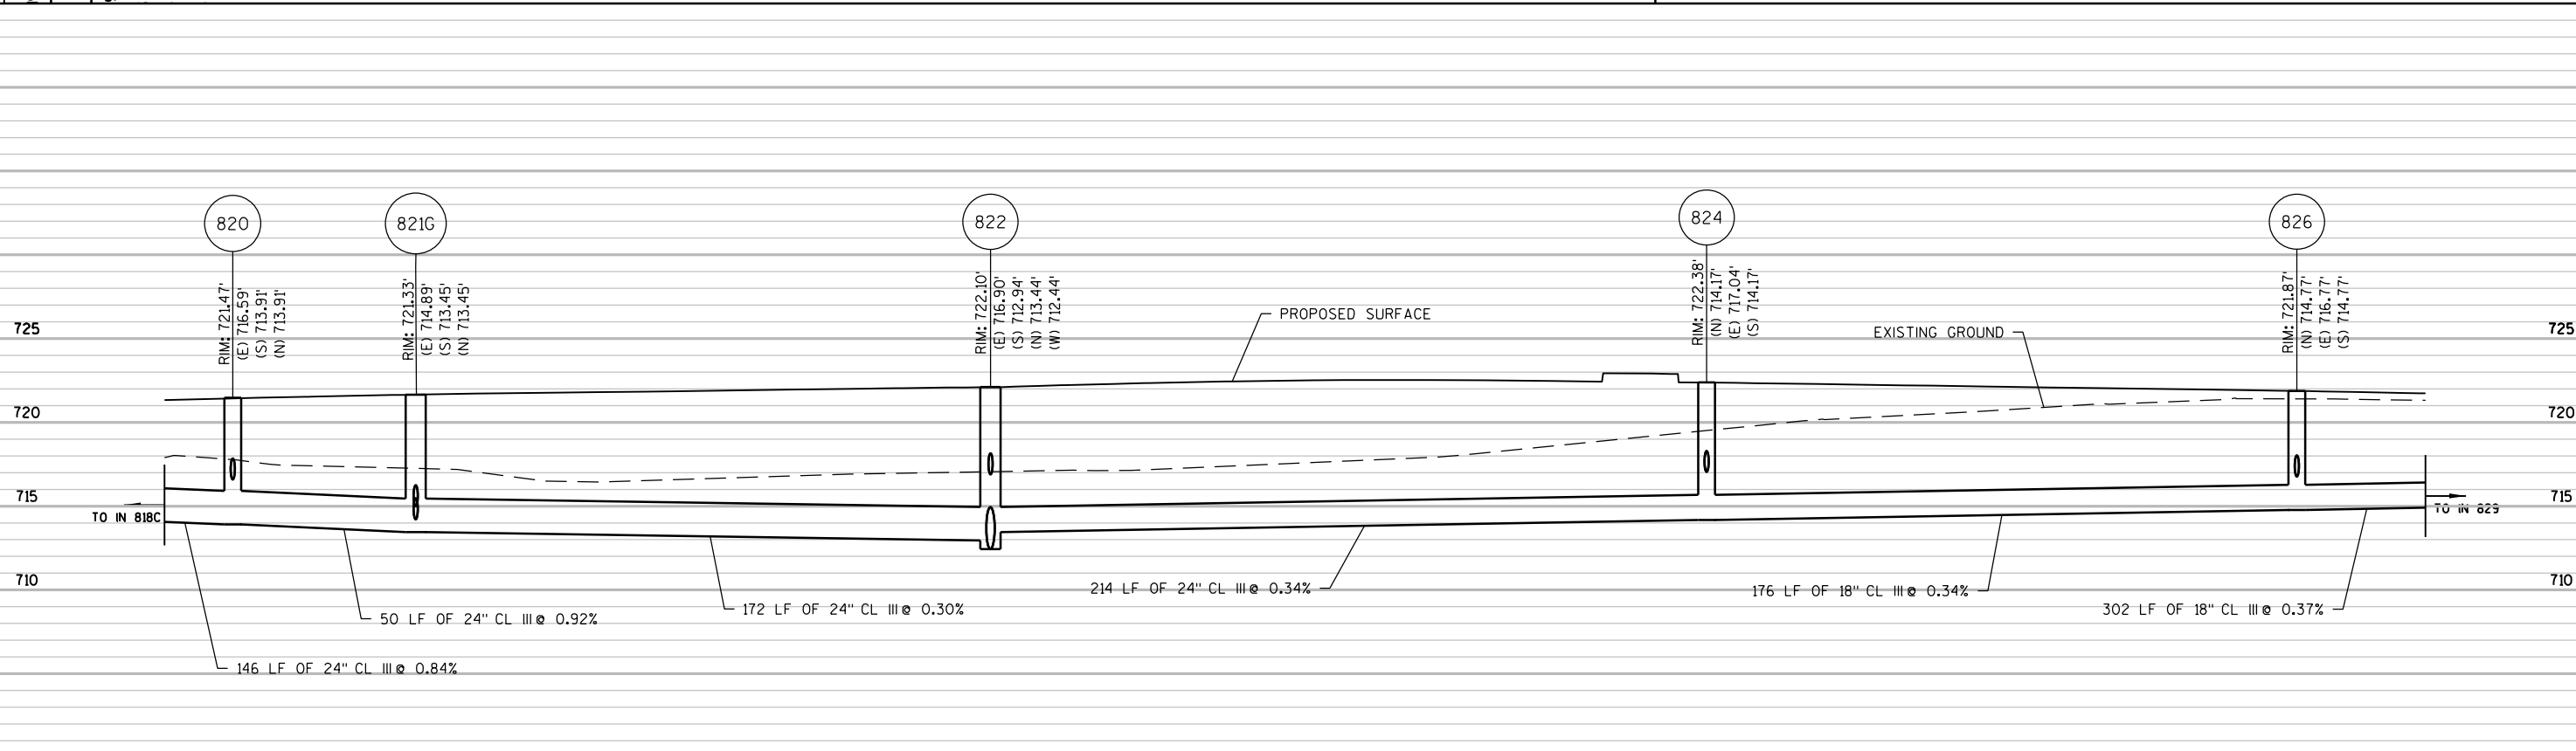 820
821G
822
824
826
RIM: 721.47'
(E) 716.59'
(S) 713.91'
(N) 713.91'
RIM: 721.33'
(E) 714.89'
(S) 713.45'
(N) 713.45'
RIM: 722.10'
(E) 716.90'
(S) 712.94'
(N) 713.44'
(W) 712.44'
RIM: 722.38'
(N) 714.17'
(E) 717.04'
(S) 714.17'
RIM: 721.87'
(N) 714.77'
(E) 716.77'
(S) 714.77'
PROPOSED SURFACE
EXISTING GROUND
725
725
720
720
715
715
TO IN 818C
TO IN 829
710
710
214 LF OF 24" CL III @ 0.34%
176 LF OF 18" CL III @ 0.34%
172 LF OF 24" CL III @ 0.30%
302 LF OF 18" CL III @ 0.37%
50 LF OF 24" CL III @ 0.92%
146 LF OF 24" CL III @ 0.84%